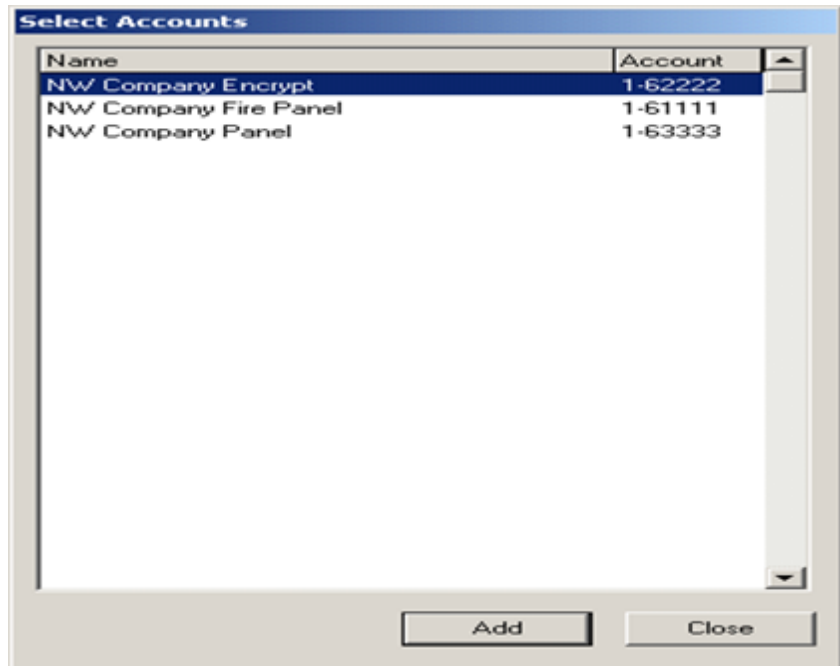 Select Accounts
Name Account
NW Company Encrypt 1-62222
NW Company Fire Panel 1-61111
NW Company Panel 1-63333
Add Close